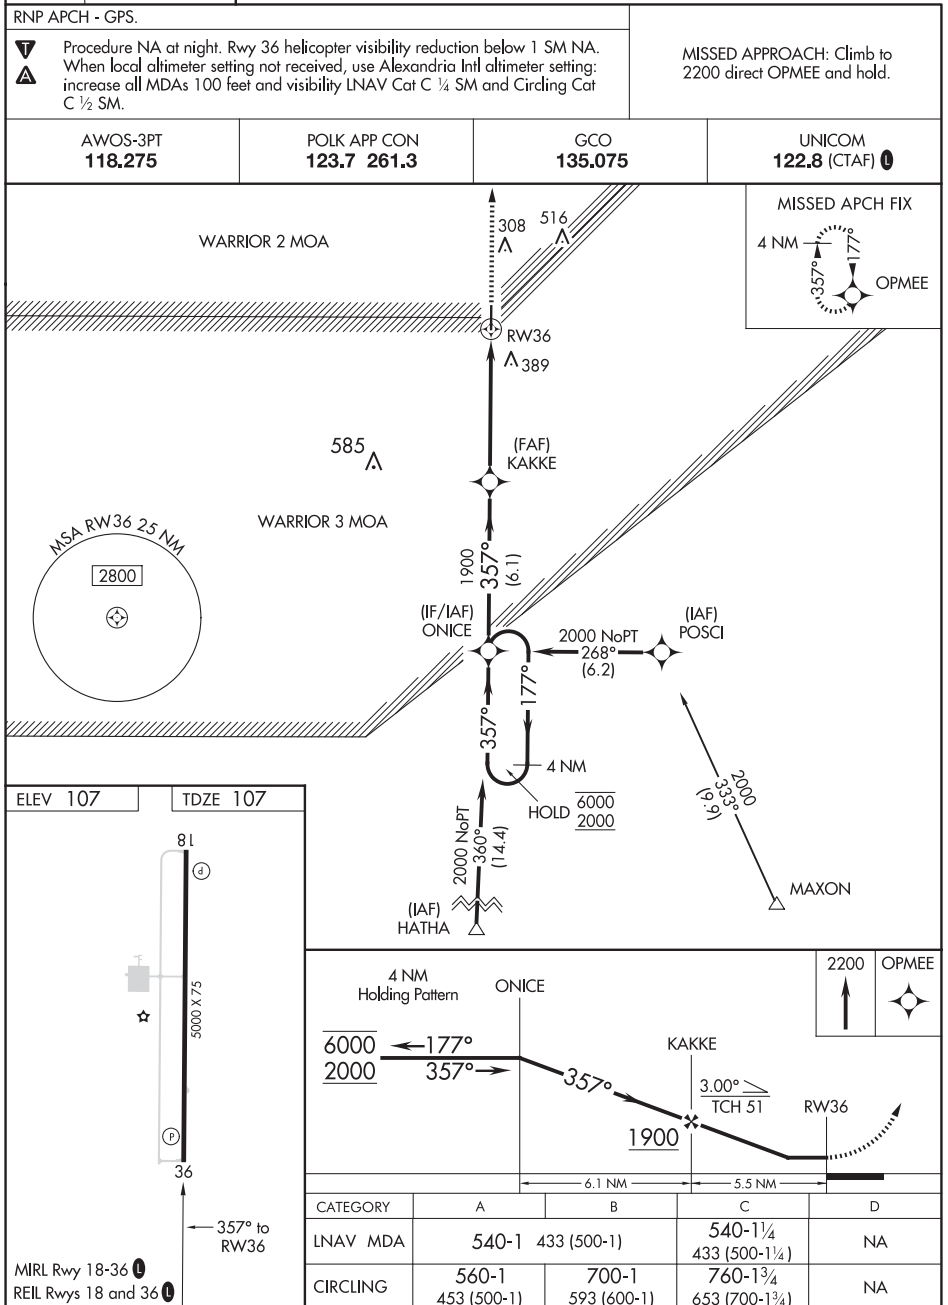 RNP APCH - GPS.
T
A
Procedure NA at night. Rwy 36 helicopter visibility reduction below 1 SM NA.
When local altimeter setting not received, use Alexandria Intl altimeter setting:
increase all MDAs 100 feet and visibility LNAV Cat C ¼ SM and Circling Cat
C ½ SM.
MISSED APPROACH: Climb to
2200 direct OPMEE and hold.
AWOS-3PT
118.275
POLK APP CON
123.7 261.3
GCO
135.075
UNICOM
122.8 (CTAF) L
WARRIOR 2 MOA
308
516
MISSED APCH FIX
4 NM
357°
177°
OPMEE
RW36
389
585
(FAF)
KAKKE
WARRIOR 3 MOA
MSA RW36 25 NM
2800
1900
357°
(6.1)
(IF/IAF)
ONICE
2000 NoPT
268°
(6.2)
(IAF)
POSCI
357°
177°
4 NM
HOLD
6000
2000
2000
333°
(9.9)
2000 NoPT
360°
(14.4)
(IAF)
HATHA
MAXON
ELEV 107
TDZE 107
18
P
5000 X 75
P
36
357° to
RW36
MIRL Rwy 18-36 L
REIL Rwys 18 and 36 L
4 NM
Holding Pattern
ONICE
2200
OPMEE
6000
2000
177°
357°
357°
KAKKE
3.00°
TCH 51
RW36
1900
6.1 NM
5.5 NM
CATEGORY A B C D
LNAV MDA 540-1 433 (500-1) 540-1¼ 433 (500-1¼) NA
CIRCLING 560-1 453 (500-1) 700-1 593 (600-1) 760-1¾ 653 (700-1¾) NA